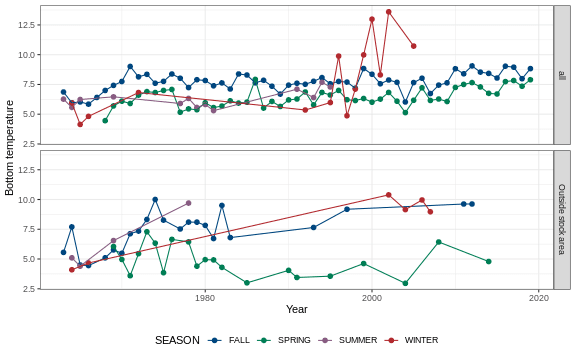 12.5
10.0
7.5
5.0
2.5
all
12.5
10.0
7.5
5.0
2.5
Outside stock area
Bottom temperature
1980
2000
2020
Year
SEASON FALL SPRING SUMMER WINTER